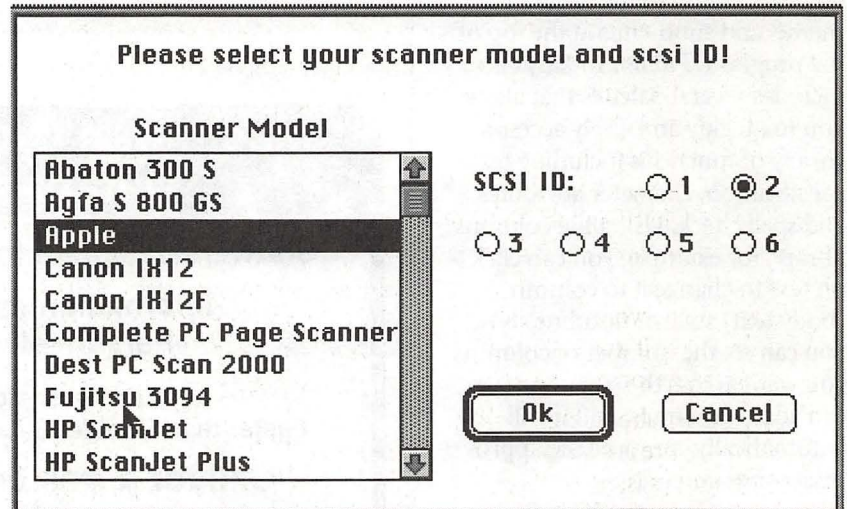 Please select your scanner model and scsi ID!
Scanner Model
Abaton 300 S
Agfa S 800 GS
Apple
Canon IX12
Canon IX12F
Complete PC Page Scanner
Dest PC Scan 2000
Fujitsu 3094
HP ScanJet
HP ScanJet Plus
SCSI ID: 1 2
3 4 5 6
Ok Cancel